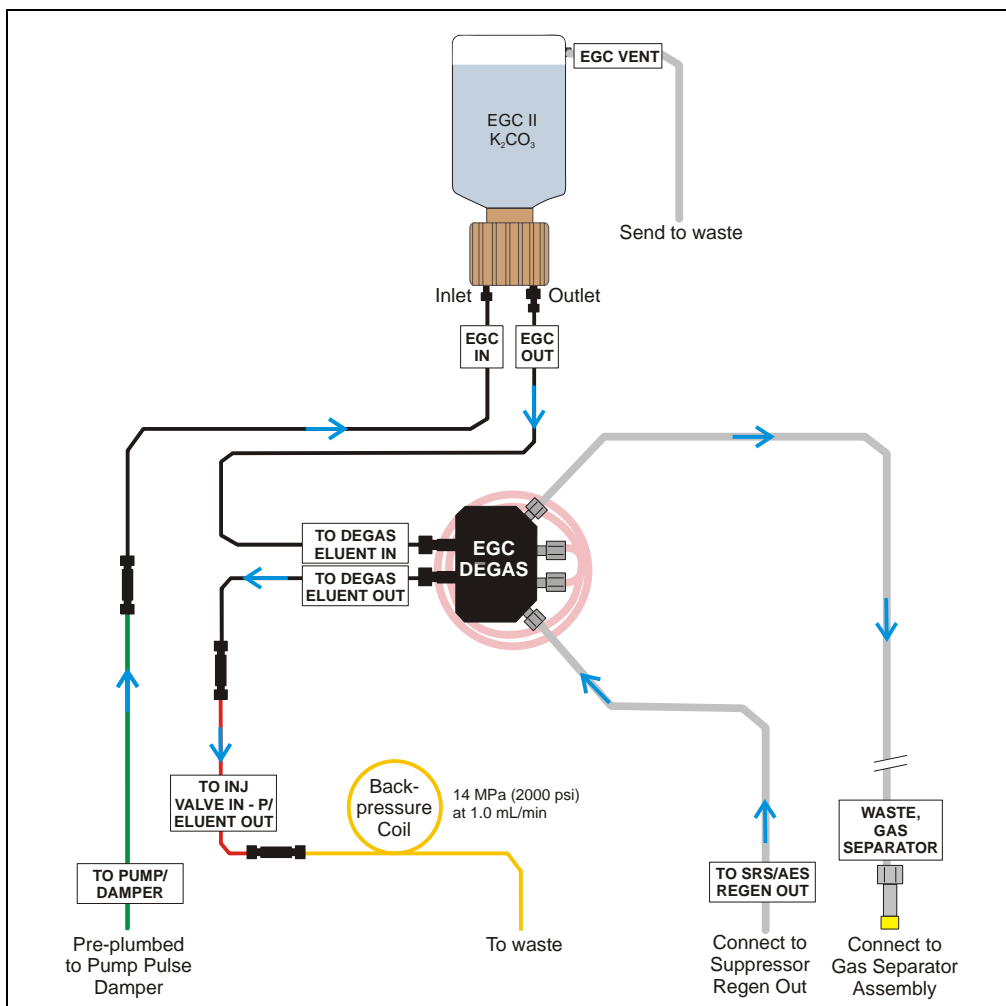 EGC VENT
EGC II
K₂CO₃
Send to waste
Inlet
Outlet
EGC
IN
EGC
OUT
TO DEGAS
ELUENT IN
EGC
DEGAS
TO DEGAS
ELUENT OUT
TO INJ
VALVE IN - P/
ELUENT OUT
Back-
pressure
Coil
14 MPa (2000 psi)
at 1.0 mL/min
WASTE,
GAS
SEPARATOR
TO PUMP/
DAMPER
TO SRS/AES
REGEN OUT
Pre-plumbed
to Pump Pulse
Damper
To waste
Connect to
Suppressor
Regen Out
Connect to
Gas Separator
Assembly